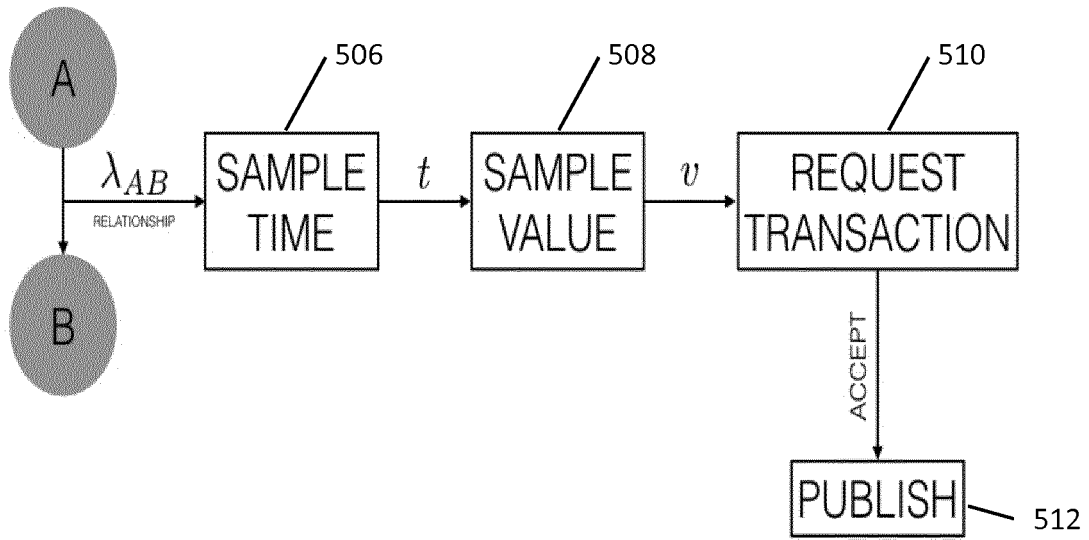 506
508
510
A
λAB
RELATIONSHIP
SAMPLE
TIME
t
SAMPLE
VALUE
v
REQUEST
TRANSACTION
B
ACCEPT
PUBLISH
512